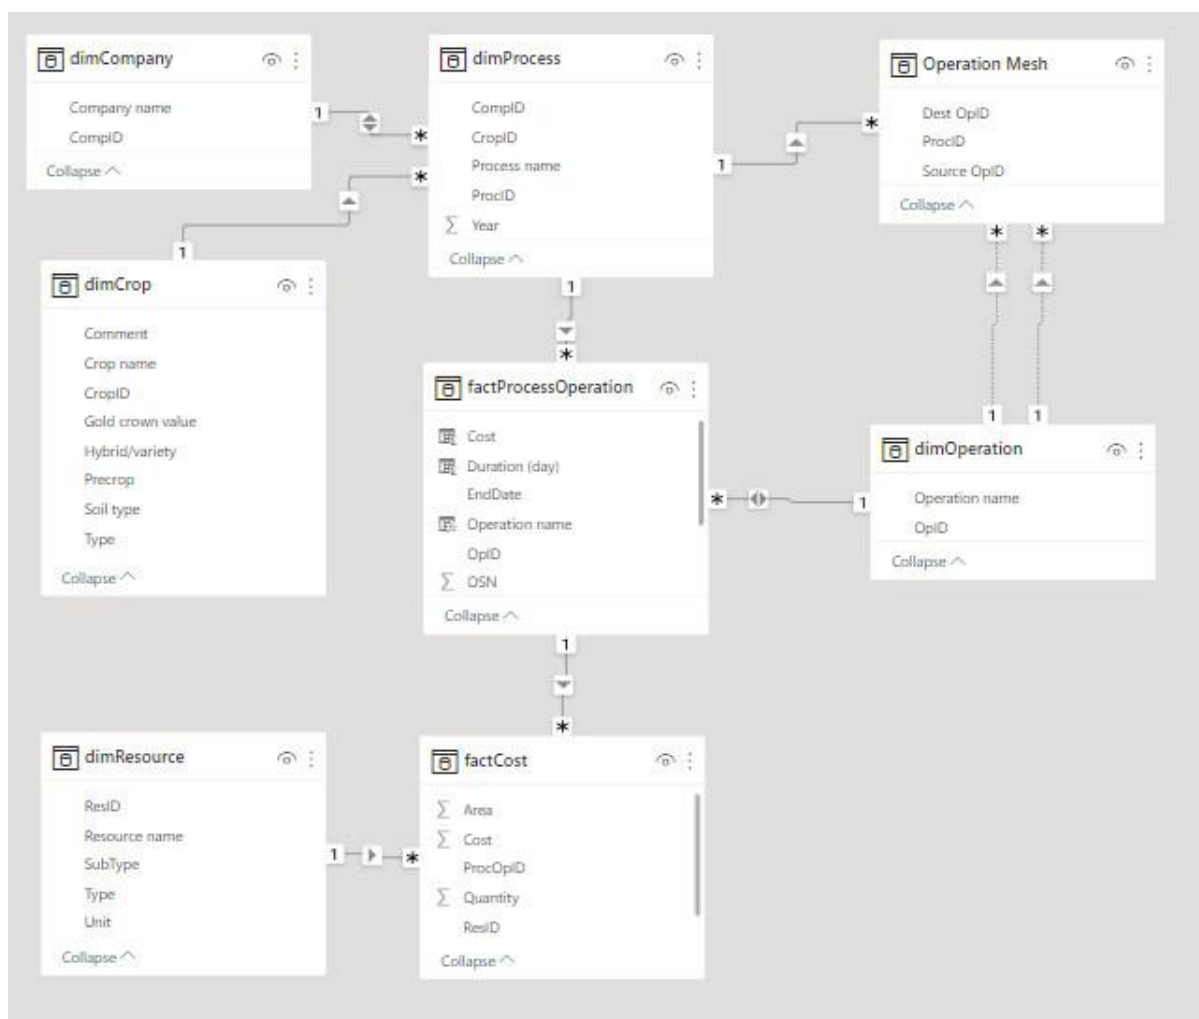 dimCompany
Company name
CompID
Collapse
1
*
dimProcess
CompID
CropID
Process name
ProcID
Σ Year
Collapse
*
1
1
*
Operation Mesh
Dest OpID
ProcID
Source OpID
Collapse
*
*
1
1
dimCrop
Comment
Crop name
CropID
Gold crown value
Hybrid/variety
Precrop
Soil type
Type
Collapse
1
*
factProcessOperation
Cost
Duration (day)
EndDate
Operation name
OpID
Σ OSN
Collapse
*
1
dimOperation
Operation name
OpID
Collapse
1
*
dimResource
ResID
Resource name
SubType
Type
Unit
Collapse
1
*
factCost
Σ Area
Σ Cost
ProcOpID
Σ Quantity
ResID
Collapse